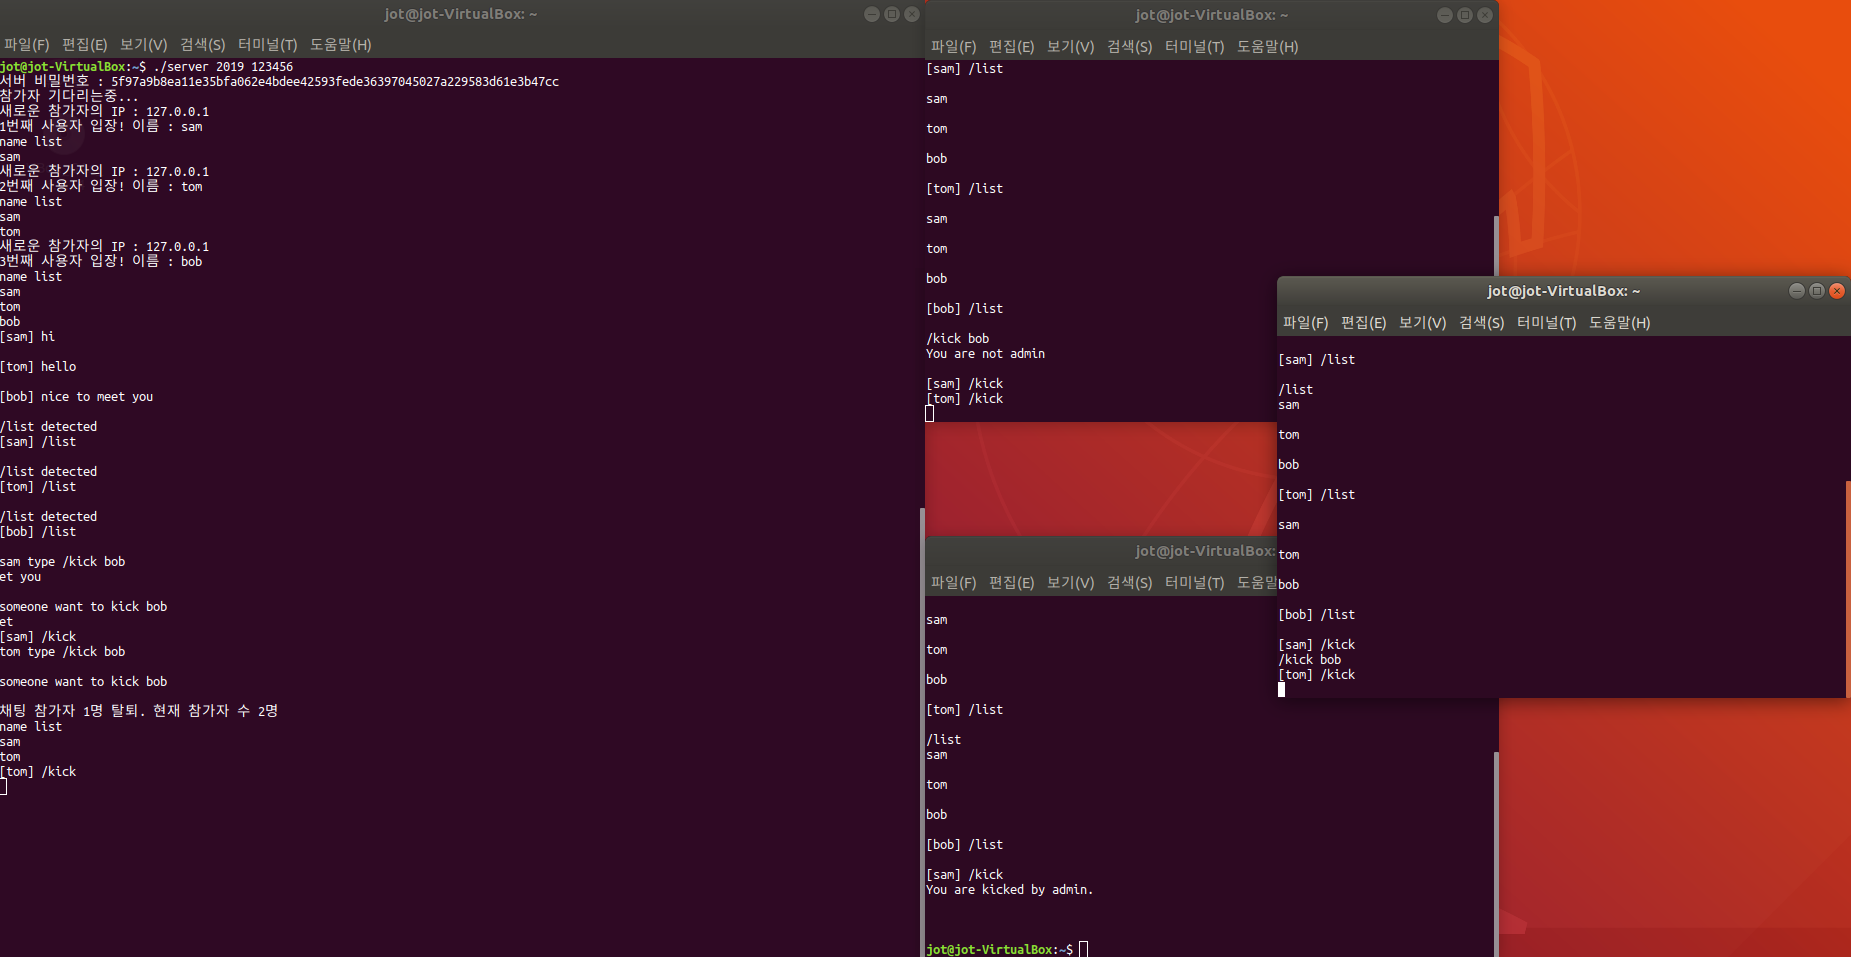 jot@jot-VirtualBox: ~
파일(F) 편집(E) 보기(V) 검색(S) 터미널(T) 도움말(H)
jot@jot-VirtualBox:~$ ./server 2019 123456
서버 비밀번호 : 5f97a9b8ea11e35bfa062e4bdee42593fede36397045027a229583d61e3b47cc
참가자 기다리는중...
새로운 참가자의 IP : 127.0.0.1
1번째 사용자 입장! 이름 : sam
name list
sam
새로운 참가자의 IP : 127.0.0.1
2번째 사용자 입장! 이름 : tom
name list
sam
tom
새로운 참가자의 IP : 127.0.0.1
3번째 사용자 입장! 이름 : bob
name list
sam
tom
bob
[sam] hi
[tom] hello
[bob] nice to meet you
/list detected
[sam] /list
/list detected
[tom] /list
/list detected
[bob] /list
sam type /kick bob
et you
someone want to kick bob
et
[sam] /kick
tom type /kick bob
someone want to kick bob
채팅 참가자 1명 탈퇴. 현재 참가자 수 2명
name list
sam
tom
[tom] /kick
jot@jot-VirtualBox: ~
파일(F) 편집(E) 보기(V) 검색(S) 터미널(T) 도움말(H)
[sam] /list
sam
tom
bob
[tom] /list
sam
tom
bob
[bob] /list
/kick bob
You are not admin
[sam] /kick
[tom] /kick
jot@jot-VirtualBox: ~
파일(F) 편집(E) 보기(V) 검색(S) 터미널(T) 도움말(H)
[sam] /list
/list
sam
tom
bob
[tom] /list
sam
tom
bob
[bob] /list
[sam] /kick
/kick bob
[tom] /kick
jot@jot-VirtualBox:
파일(F) 편집(E) 보기(V) 검색(S) 터미널(T) 도움말
sam
tom
bob
[tom] /list
/list
sam
tom
bob
[bob] /list
[sam] /kick
You are kicked by admin.
jot@jot-VirtualBox:~$